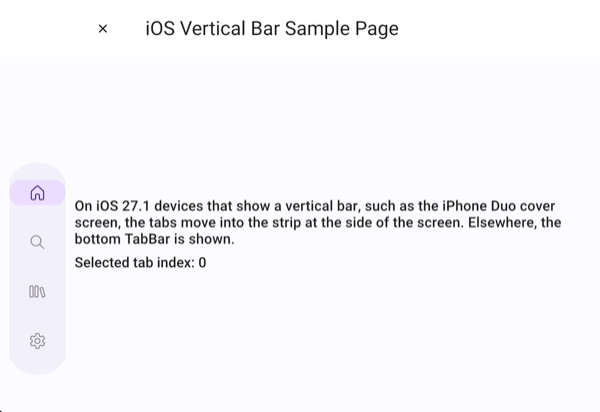 iOS Vertical Bar Sample Page
On iOS 27.1 devices that show a vertical bar, such as the iPhone Duo cover
screen, the tabs move into the strip at the side of the screen. Elsewhere, the
bottom TabBar is shown.
Selected tab index: 0